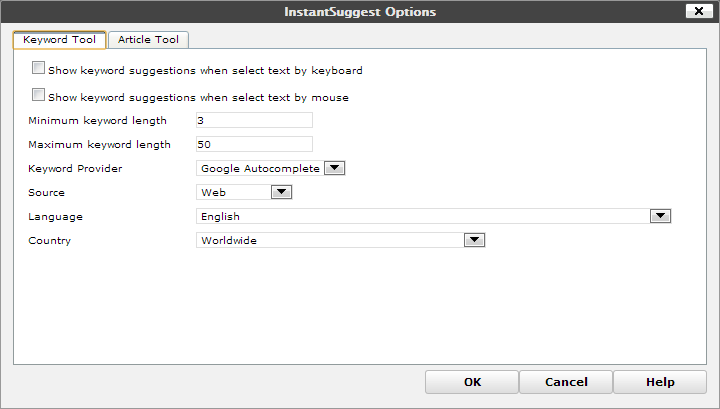 InstantSuggest Options
Keyword Tool Article Tool
Show keyword suggestions when select text by keyboard
Show keyword suggestions when select text by mouse
Minimum keyword length 3
Maximum keyword length 50
Keyword Provider Google Autocomplete
Source Web
Language English
Country Worldwide
OK Cancel Help